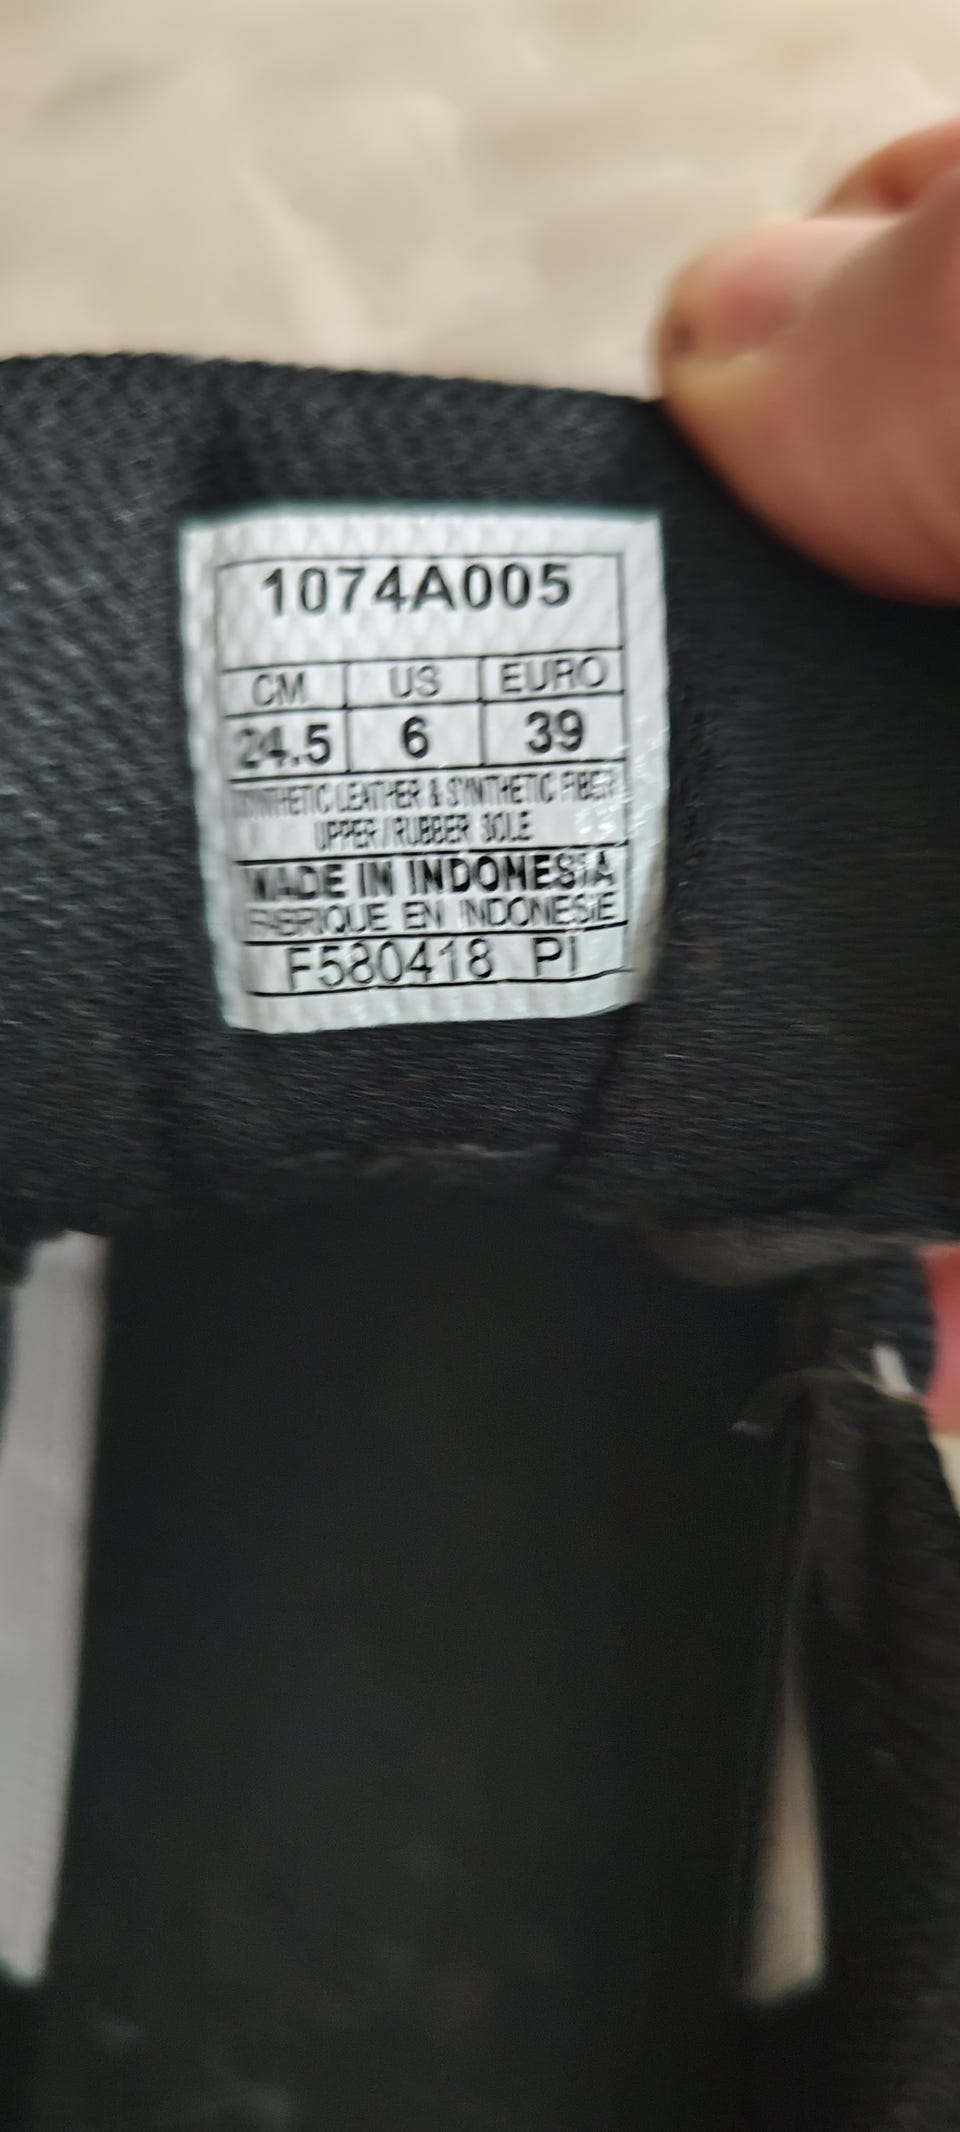 1074A005
CM US EURO
24.5 6 39
SYNTHETIC LEATHER & SYNTHETIC FIBER
UPPER / RUBBER SOLE
MADE IN INDONESIA
FABRIQUE EN INDONESIE
F580418 PI